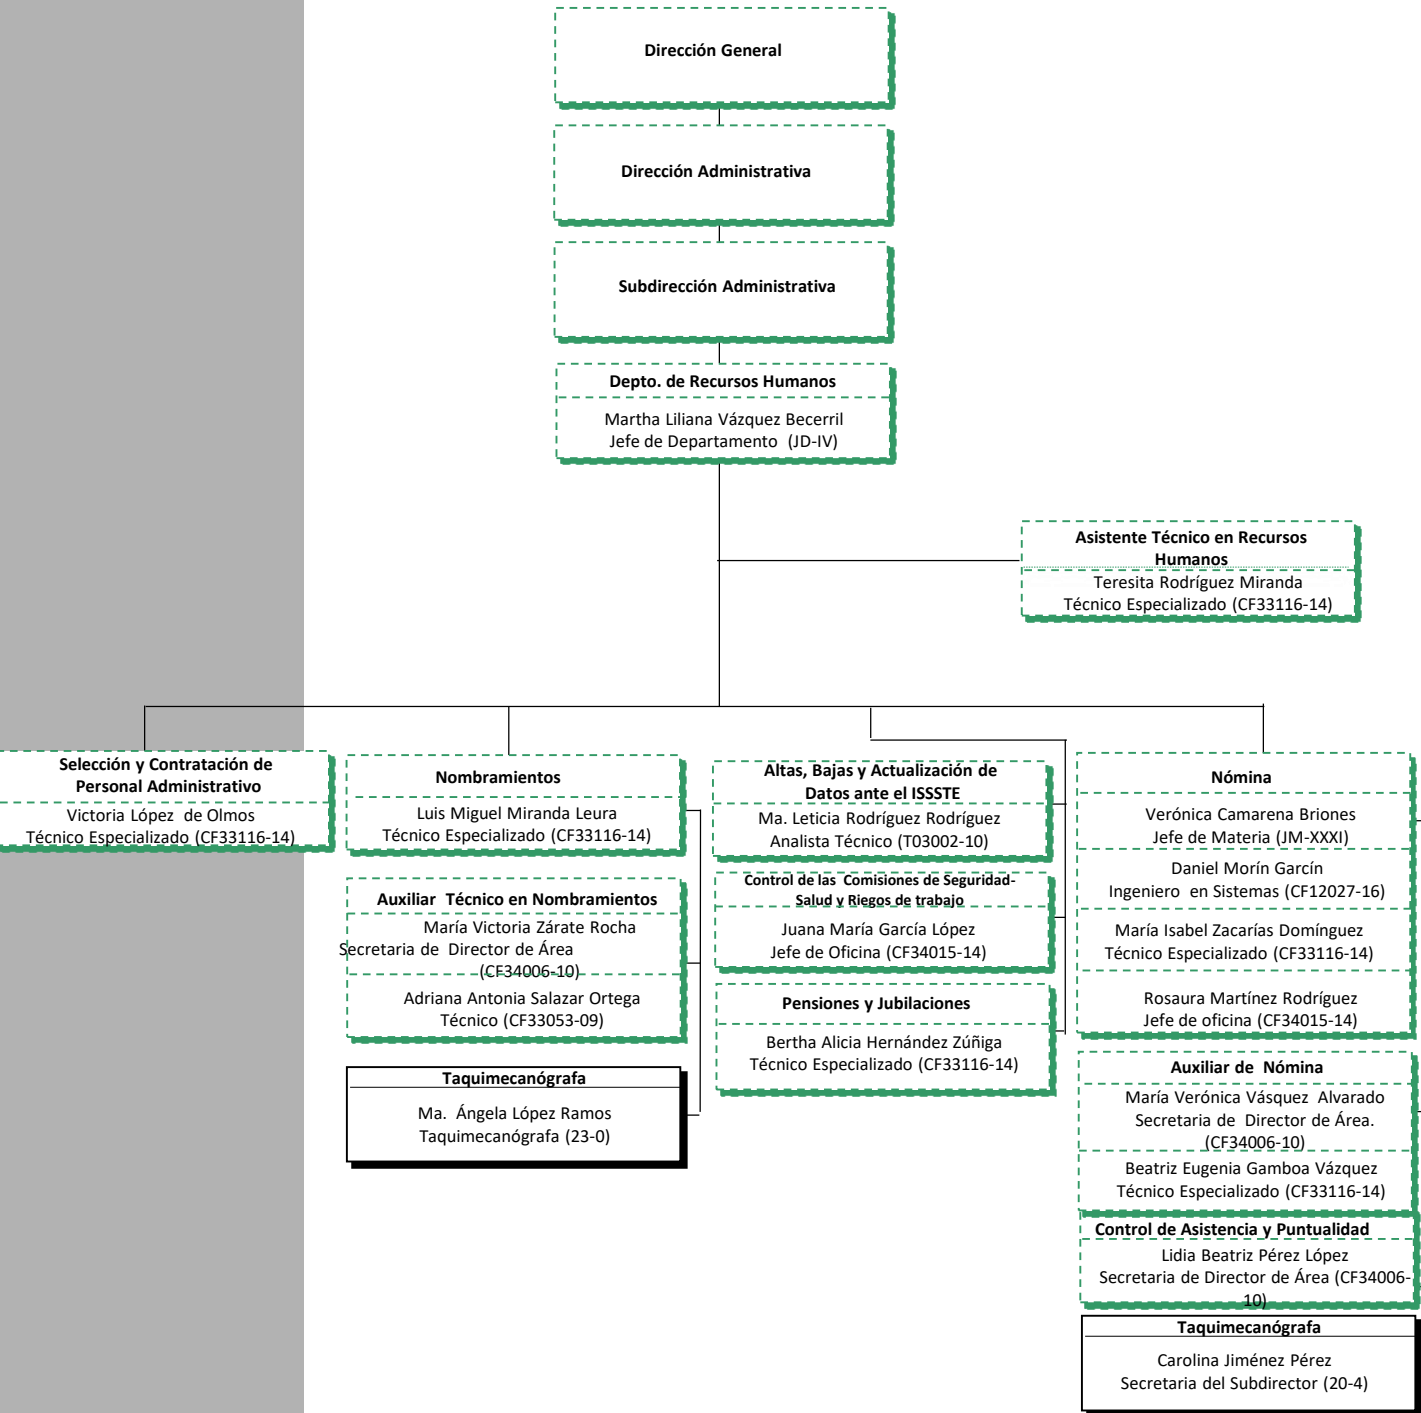 Dirección General
Dirección Administrativa
Subdirección Administrativa
Depto. de Recursos Humanos
Martha Liliana Vázquez Becerril
Jefe de Departamento (JD-IV)
Asistente Técnico en Recursos
Humanos
Teresita Rodríguez Miranda
Técnico Especializado (CF33116-14)
Selección y Contratación de
Personal Administrativo
Victoria López de Olmos
Técnico Especializado (CF33116-14)
Nombramientos
Luis Miguel Miranda Leura
Técnico Especializado (CF33116-14)
Auxiliar Técnico en Nombramientos
María Victoria Zárate Rocha
Secretaria de Director de Área
(CF34006-10)
Adriana Antonia Salazar Ortega
Técnico (CF33053-09)
Taquimecanógrafa
Ma. Ángela López Ramos
Taquimecanógrafa (23-0)
Altas, Bajas y Actualización de
Datos ante el ISSSTE
Ma. Leticia Rodríguez Rodríguez
Analista Técnico (T03002-10)
Control de las Comisiones de Seguridad-
Salud y Riegos de trabajo
Juana María García López
Jefe de Oficina (CF34015-14)
Pensiones y Jubilaciones
Bertha Alicia Hernández Zúñiga
Técnico Especializado (CF33116-14)
Nómina
Verónica Camarena Briones
Jefe de Materia (JM-XXXI)
Daniel Morín Garcín
Ingeniero en Sistemas (CF12027-16)
María Isabel Zacarías Domínguez
Técnico Especializado (CF33116-14)
Rosaura Martínez Rodríguez
Jefe de oficina (CF34015-14)
Auxiliar de Nómina
María Verónica Vásquez Alvarado
Secretaria de Director de Área.
(CF34006-10)
Beatriz Eugenia Gamboa Vázquez
Técnico Especializado (CF33116-14)
Control de Asistencia y Puntualidad
Lidia Beatriz Pérez López
Secretaria de Director de Área (CF34006-
10)
Taquimecanógrafa
Carolina Jiménez Pérez
Secretaria del Subdirector (20-4)